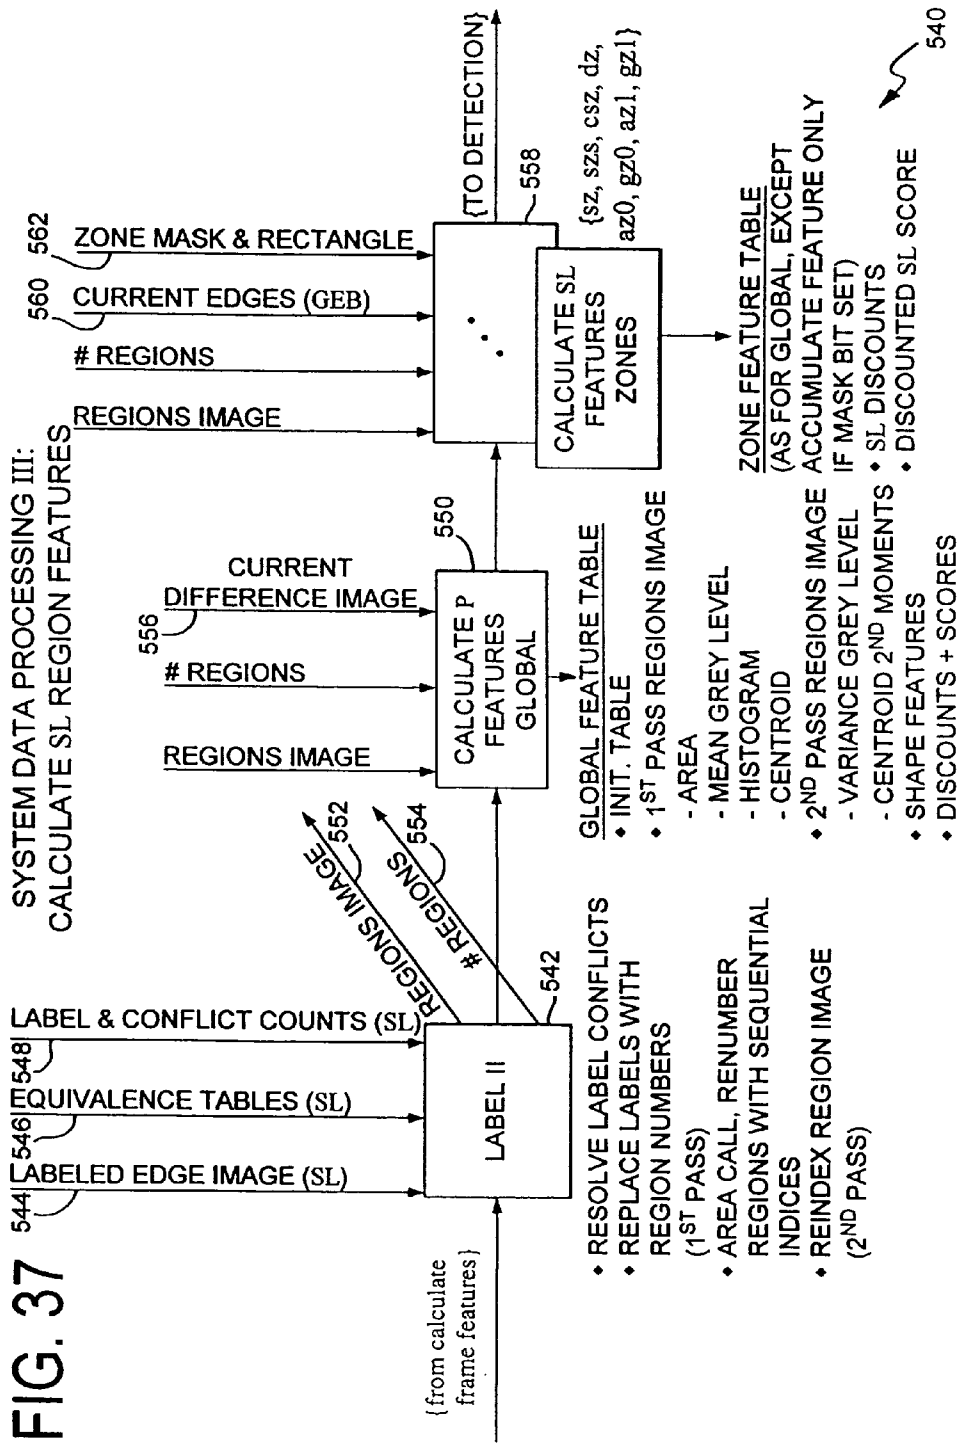 FIG. 37
SYSTEM DATA PROCESSING III:
CALCULATE SL REGION FEATURES
544
LABELED EDGE IMAGE (SL)
546
EQUIVALENCE TABLES (SL)
548
LABEL & CONFLICT COUNTS (SL)
{from calculate
frame features}
LABEL II
542
REGIONS IMAGE
552
# REGIONS
554
• RESOLVE LABEL CONFLICTS
• REPLACE LABELS WITH
REGION NUMBERS
(1ST PASS)
• AREA CALL, RENUMBER
REGIONS WITH SEQUENTIAL
INDICES
• REINDEX REGION IMAGE
(2ND PASS)
REGIONS IMAGE
# REGIONS
556
CURRENT
DIFFERENCE IMAGE
CALCULATE P
FEATURES
GLOBAL
550
GLOBAL FEATURE TABLE
• INIT. TABLE
• 1ST PASS REGIONS IMAGE
- AREA
- MEAN GREY LEVEL
- HISTOGRAM
- CENTROID
• 2ND PASS REGIONS IMAGE
- VARIANCE GREY LEVEL
- CENTROID 2ND MOMENTS
• SHAPE FEATURES
• DISCOUNTS + SCORES
REGIONS IMAGE
# REGIONS
560
CURRENT EDGES (GEB)
562
ZONE MASK & RECTANGLE
{TO DETECTION}
558
CALCULATE SL
FEATURES
ZONES
{sz, szs, csz, dz,
az0, gz0, az1, gz1}
ZONE FEATURE TABLE
(AS FOR GLOBAL, EXCEPT
ACCUMULATE FEATURE ONLY
IF MASK BIT SET)
• SL DISCOUNTS
• DISCOUNTED SL SCORE
540